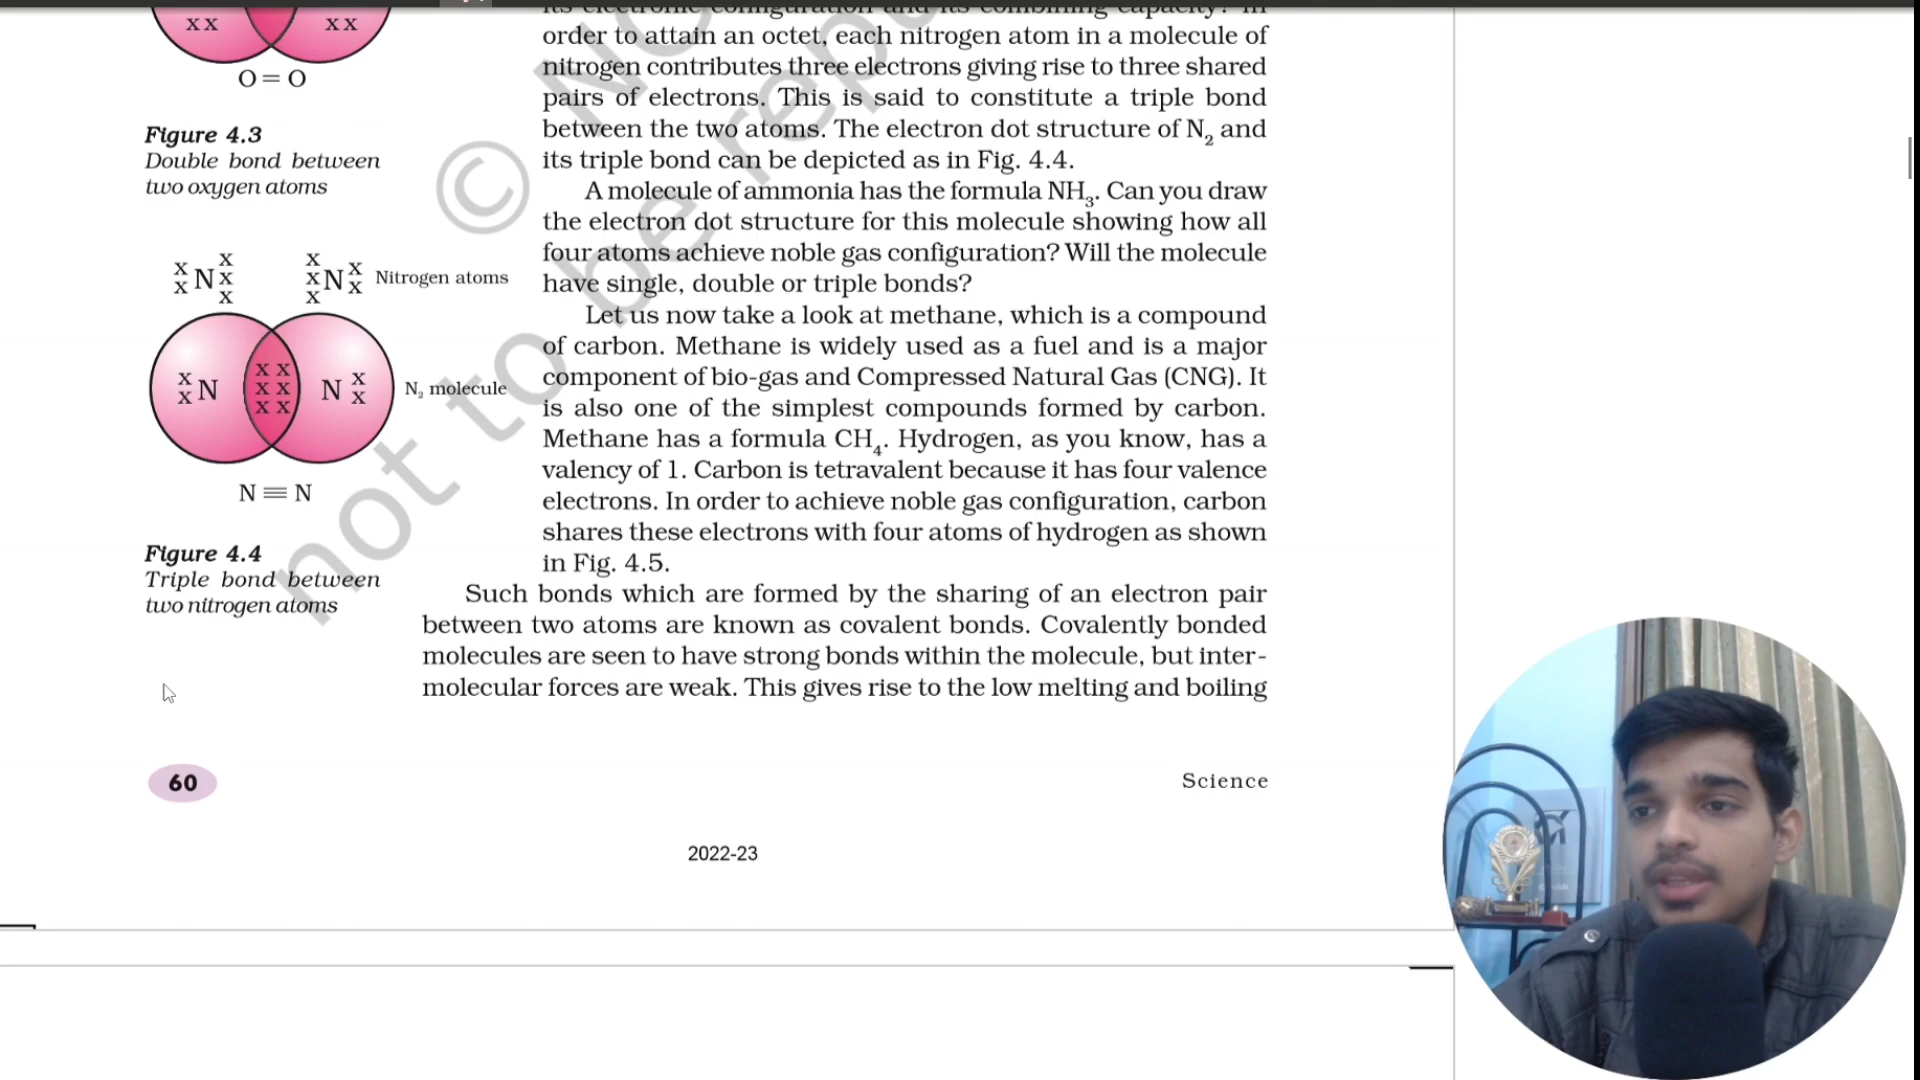 its electronic configuration and its combining capacity? In
order to attain an octet, each nitrogen atom in a molecule of
nitrogen contributes three electrons giving rise to three shared
pairs of electrons. This is said to constitute a triple bond
between the two atoms. The electron dot structure of N₂ and
its triple bond can be depicted as in Fig. 4.4.
A molecule of ammonia has the formula NH₃. Can you draw
the electron dot structure for this molecule showing how all
four atoms achieve noble gas configuration? Will the molecule
have single, double or triple bonds?
Let us now take a look at methane, which is a compound
of carbon. Methane is widely used as a fuel and is a major
component of bio-gas and Compressed Natural Gas (CNG). It
is also one of the simplest compounds formed by carbon.
Methane has a formula CH₄. Hydrogen, as you know, has a
valency of 1. Carbon is tetravalent because it has four valence
electrons. In order to achieve noble gas configuration, carbon
shares these electrons with four atoms of hydrogen as shown
in Fig. 4.5.
Such bonds which are formed by the sharing of an electron pair
between two atoms are known as covalent bonds. Covalently bonded
molecules are seen to have strong bonds within the molecule, but inter-
molecular forces are weak. This gives rise to the low melting and boiling
x x x x
O = O
Figure 4.3
Double bond between
two oxygen atoms
x x
x N x x N x
x x x x
x x
Nitrogen atoms
x x x
x N x x N x
x x x x
N₂ molecule
N ≡ N
Figure 4.4
Triple bond between
two nitrogen atoms
©
not to be
60
Science
2022-23